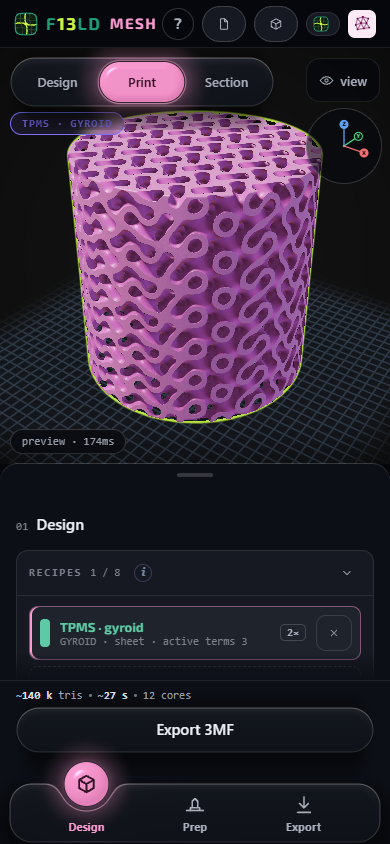 F13LD MESH
?
Design Print Section
view
TPMS · GYROID
Z
Y
X
preview · 174ms
01 Design
RECIPES 1 / 8 i
TPMS · gyroid
GYROID · sheet · active terms 3
2×
×
~140 k tris • ~27 s • 12 cores
Export 3MF
Design Prep Export